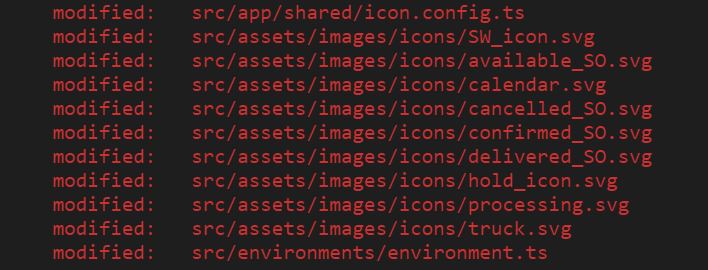 modified:   src/app/shared/icon.config.ts
modified:   src/assets/images/icons/SW_icon.svg
modified:   src/assets/images/icons/available_SO.svg
modified:   src/assets/images/icons/calendar.svg
modified:   src/assets/images/icons/cancelled_SO.svg
modified:   src/assets/images/icons/confirmed_SO.svg
modified:   src/assets/images/icons/delivered_SO.svg
modified:   src/assets/images/icons/hold_icon.svg
modified:   src/assets/images/icons/processing.svg
modified:   src/assets/images/icons/truck.svg
modified:   src/environments/environment.ts